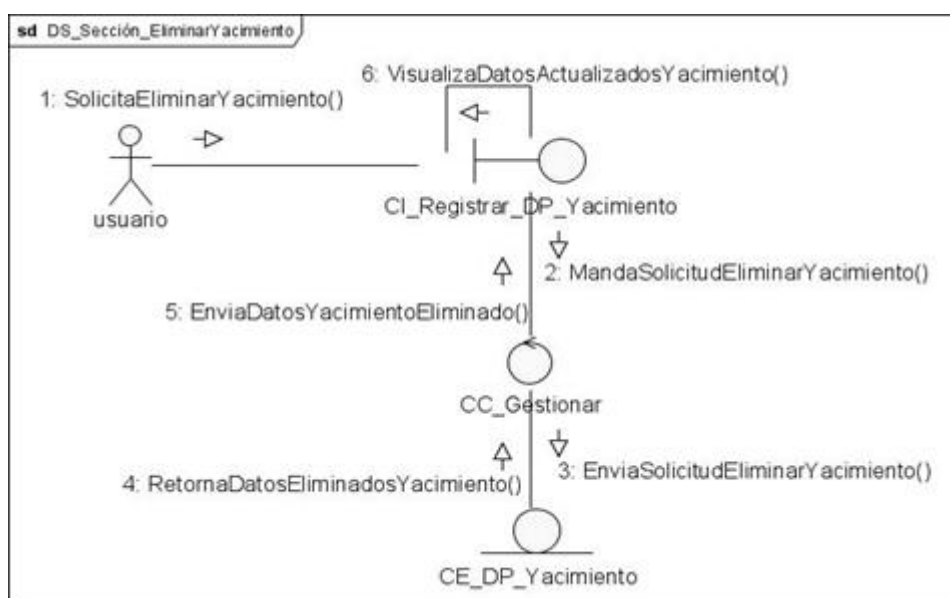 sd DS_Sección_EliminarYacimiento
6: VisualizaDatosActualizadosYacimiento()
1: SolicitaEliminarYacimiento()
usuario
CI_Registrar_DP_Yacimiento
2: MandaSolicitudEliminarYacimiento()
5: EnviaDatosYacimientoEliminado()
CC_Gestionar
3: EnviaSolicitudEliminarYacimiento()
4: RetornaDatosEliminadosYacimiento()
CE_DP_Yacimiento